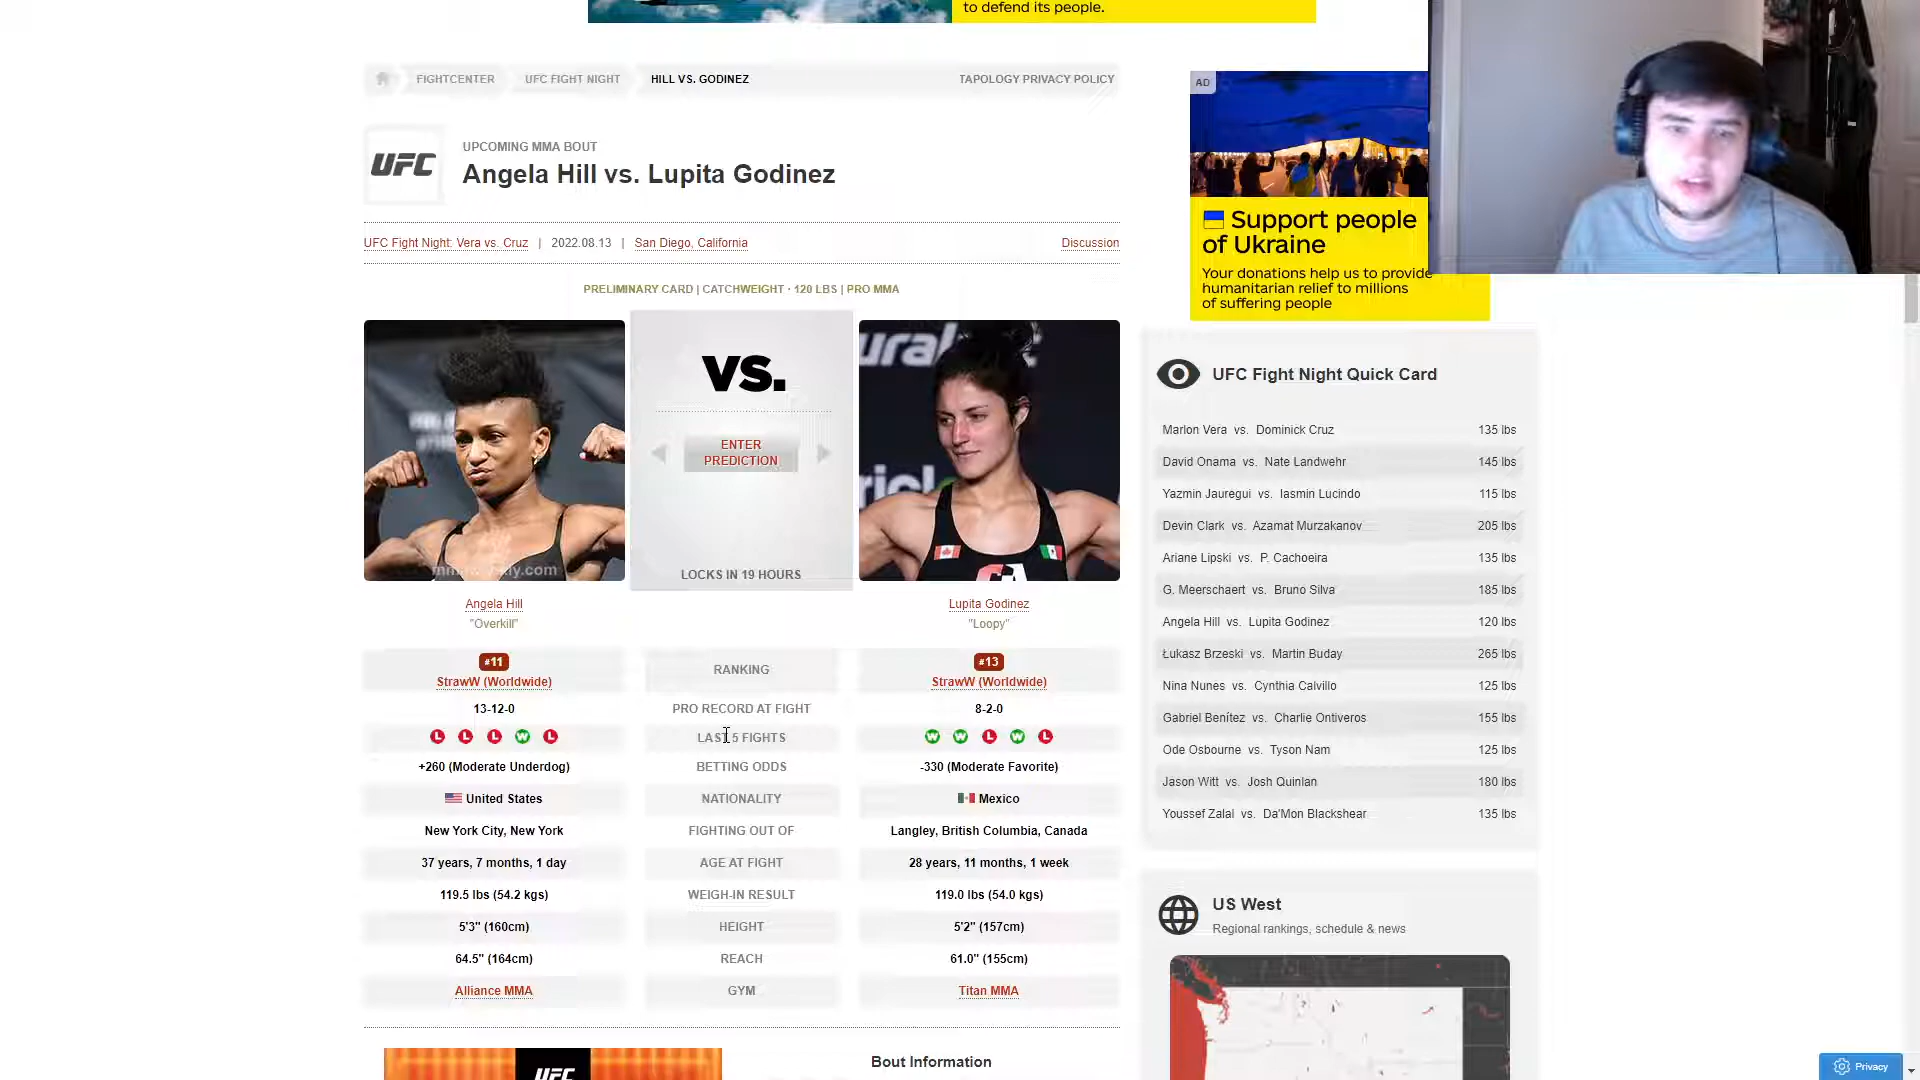 to defend its people.
FIGHTCENTER UFC FIGHT NIGHT HILL VS. GODINEZ TAPOLOGY PRIVACY POLICY
AD
UFC
UPCOMING MMA BOUT
Angela Hill vs. Lupita Godinez
Support people
of Ukraine
Your donations help us to provide
humanitarian relief to millions
of suffering people
UFC Fight Night: Vera vs. Cruz | 2022.08.13 | San Diego, California Discussion
PRELIMINARY CARD | CATCHWEIGHT · 120 LBS | PRO MMA
VS.
ENTER
PREDICTION
LOCKS IN 19 HOURS
Angela Hill Lupita Godinez
"Overkill" "Loopy"
#11 RANKING #13
StrawW (Worldwide) StrawW (Worldwide)
13-12-0 PRO RECORD AT FIGHT 8-2-0
L L L W L LAST 5 FIGHTS W W L W L
+260 (Moderate Underdog) BETTING ODDS -330 (Moderate Favorite)
United States NATIONALITY Mexico
New York City, New York FIGHTING OUT OF Langley, British Columbia, Canada
37 years, 7 months, 1 day AGE AT FIGHT 28 years, 11 months, 1 week
119.5 lbs (54.2 kgs) WEIGH-IN RESULT 119.0 lbs (54.0 kgs)
5'3" (160cm) HEIGHT 5'2" (157cm)
64.5" (164cm) REACH 61.0" (155cm)
Alliance MMA GYM Titan MMA
UFC
Bout Information
UFC Fight Night Quick Card
Marlon Vera vs. Dominick Cruz 135 lbs
David Onama vs. Nate Landwehr 145 lbs
Yazmin Jauregui vs. Iasmin Lucindo 115 lbs
Devin Clark vs. Azamat Murzakanov 205 lbs
Ariane Lipski vs. P. Cachoeira 135 lbs
G. Meerschaert vs. Bruno Silva 185 lbs
Angela Hill vs. Lupita Godinez 120 lbs
Łukasz Brzeski vs. Martin Buday 265 lbs
Nina Nunes vs. Cynthia Calvillo 125 lbs
Gabriel Benítez vs. Charlie Ontiveros 155 lbs
Ode Osbourne vs. Tyson Nam 125 lbs
Jason Witt vs. Josh Quinlan 180 lbs
Youssef Zalal vs. Da'Mon Blackshear 135 lbs
US West
Regional rankings, schedule & news
Privacy